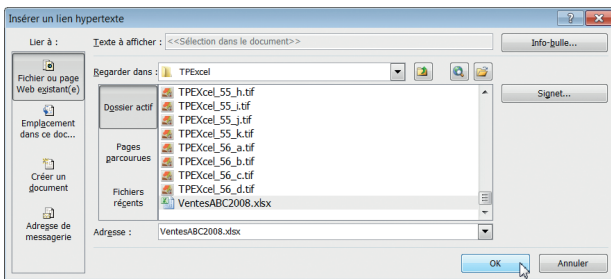 Insérer un lien hypertexte
Lier à :
Texte à afficher : <<Sélection dans le document>>
Info-bulle...
Fichier ou page
Web existant(e)
Regarder dans : TPExcel
Signet...
Emplacement
dans ce doc...
Créer un
document
Adresse de
messagerie
Dossier actif
Pages
parcourues
Fichiers
récents
TPEXcel_55_h.tif
TPEXcel_55_i.tif
TPEXcel_55_j.tif
TPEXcel_55_k.tif
TPEXcel_56_a.tif
TPEXcel_56_b.tif
TPEXcel_56_c.tif
TPEXcel_56_d.tif
VentesABC2008.xlsx
Adresse : VentesABC2008.xlsx
OK
Annuler